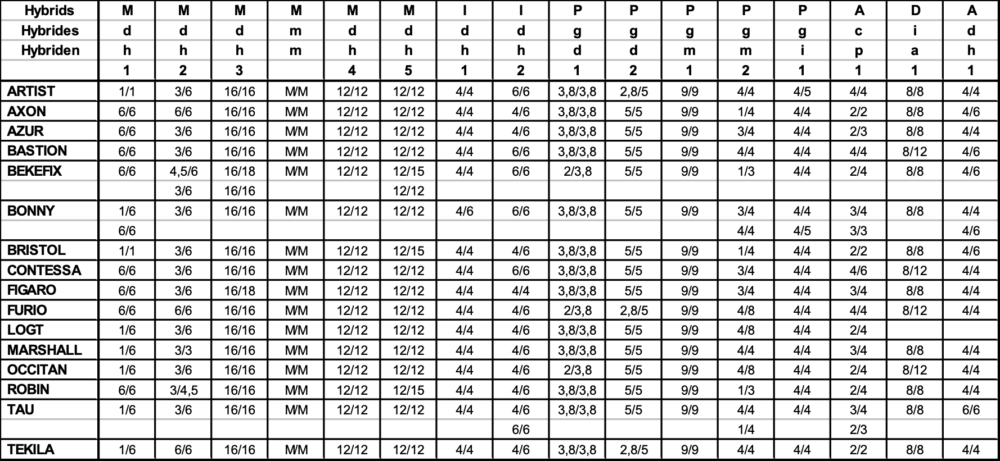 Hybrids M M M M M M I I P P P P P A D A
Hybrides d d d m d d d d g g g g g c i d
Hybriden h h h m h h h h d d m m i p a h
1 2 3 4 5 1 2 1 2 1 2 1 1 1 1
ARTIST 1/1 3/6 16/16 M/M 12/12 12/12 4/4 6/6 3,8/3,8 2,8/5 9/9 4/4 4/5 4/4 8/8 4/4
AXON 6/6 6/6 16/16 M/M 12/12 12/12 4/4 4/6 3,8/3,8 5/5 9/9 1/4 4/4 2/2 8/8 4/6
AZUR 6/6 3/6 16/16 M/M 12/12 12/12 4/4 4/6 3,8/3,8 5/5 9/9 3/4 4/4 2/3 8/8 4/4
BASTION 6/6 3/6 16/16 M/M 12/12 12/12 4/4 6/6 3,8/3,8 5/5 9/9 4/4 4/4 4/4 8/12 4/6
BEKEFIX 6/6 4,5/6 16/18 M/M 12/12 12/15 4/4 6/6 2/3,8 5/5 9/9 1/3 4/4 2/4 8/8 4/6
3/6 16/16 12/12
BONNY 1/6 3/6 16/16 M/M 12/12 12/12 4/6 6/6 3,8/3,8 5/5 9/9 3/4 4/4 3/4 8/8 4/4
6/6 4/4 4/5 3/3 4/6
BRISTOL 1/1 3/6 16/16 M/M 12/12 12/15 4/4 4/6 3,8/3,8 5/5 9/9 1/4 4/4 2/2 8/8 4/6
CONTESSA 6/6 3/6 16/16 M/M 12/12 12/12 4/4 6/6 3,8/3,8 5/5 9/9 3/4 4/4 4/6 8/12 4/4
FIGARO 6/6 3/6 16/18 M/M 12/12 12/12 4/4 4/4 3,8/3,8 5/5 9/9 3/4 4/4 3/4 8/8 4/4
FURIO 6/6 6/6 16/16 M/M 12/12 12/12 4/4 4/6 2/3,8 2,8/5 9/9 4/8 4/4 4/4 8/12 4/4
LOGT 1/6 3/6 16/16 M/M 12/12 12/12 4/4 4/6 3,8/3,8 5/5 9/9 4/8 4/4 2/4
MARSHALL 1/6 3/3 16/16 M/M 12/12 12/12 4/4 4/6 3,8/3,8 5/5 9/9 4/4 4/4 3/4 8/8 4/4
OCCITAN 1/6 3/6 16/16 M/M 12/12 12/12 4/4 4/6 2/3,8 5/5 9/9 4/8 4/4 2/4 8/12 4/4
ROBIN 6/6 3/4,5 16/16 M/M 12/12 12/15 4/4 4/6 3,8/3,8 5/5 9/9 1/3 4/4 2/4 8/8 4/4
TAU 1/6 3/6 16/16 M/M 12/12 12/12 4/4 4/6 3,8/3,8 5/5 9/9 4/4 4/4 3/4 8/8 6/6
6/6 1/4 2/3
TEKILA 1/6 6/6 16/16 M/M 12/12 12/12 4/4 4/6 3,8/3,8 2,8/5 9/9 4/4 4/4 2/2 8/8 4/4